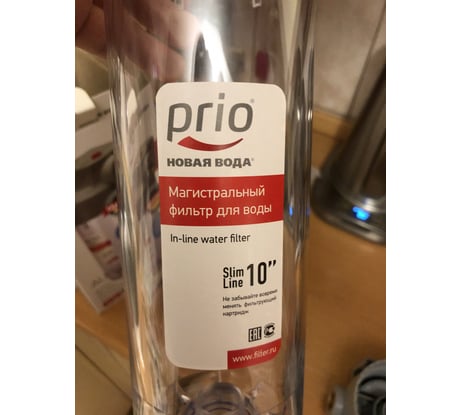 prio®
НОВАЯ ВОДА®
Магистральный
фильтр для воды
In-line water filter
Slim
Line 10"
Не забывайте вовремя
менять фильтрующий
картридж
EAC
www.filter.ru